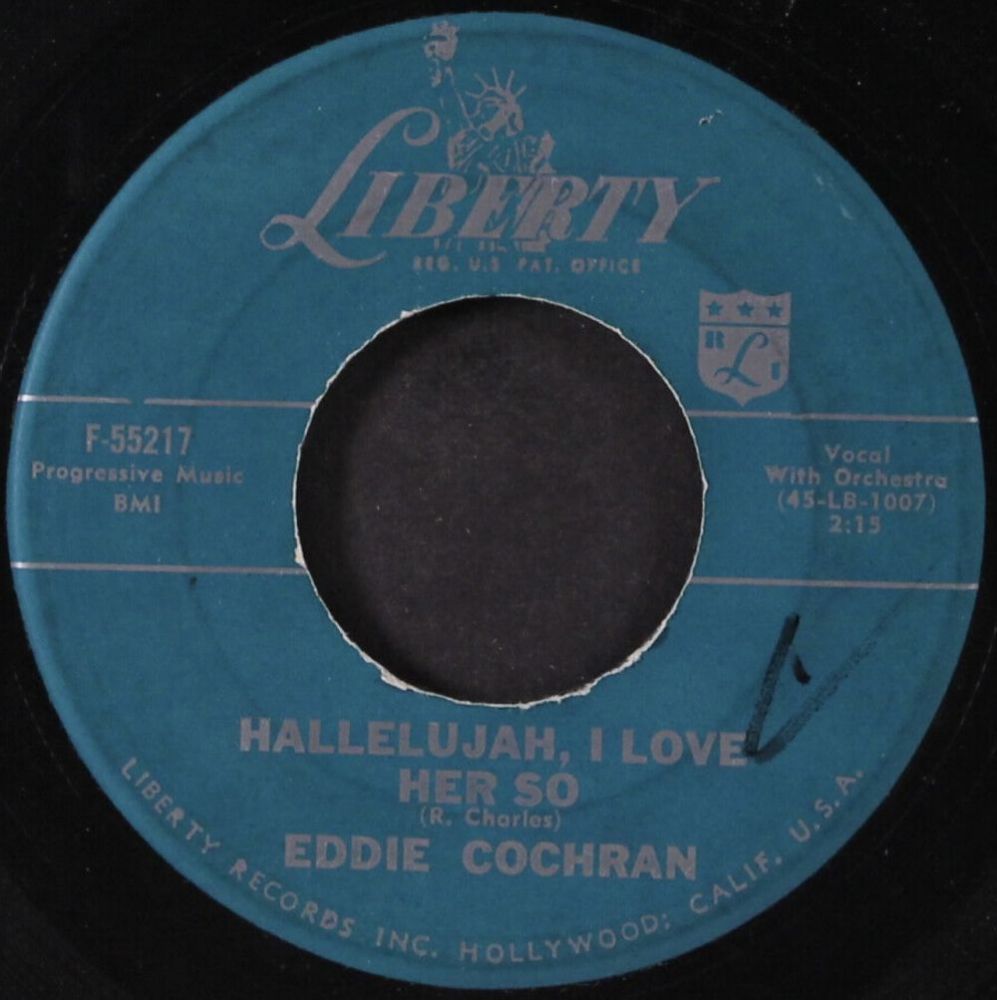 LIBERTY
REG. U.S PAT. OFFICE
R L I
F-55217
Progressive Music
BMI
Vocal
With Orchestra
(45-LB-1007)
2:15
HALLELUJAH, I LOVE
HER SO
(R. Charles)
EDDIE COCHRAN
LIBERTY RECORDS INC. HOLLYWOOD; CALIF. U.S.A.